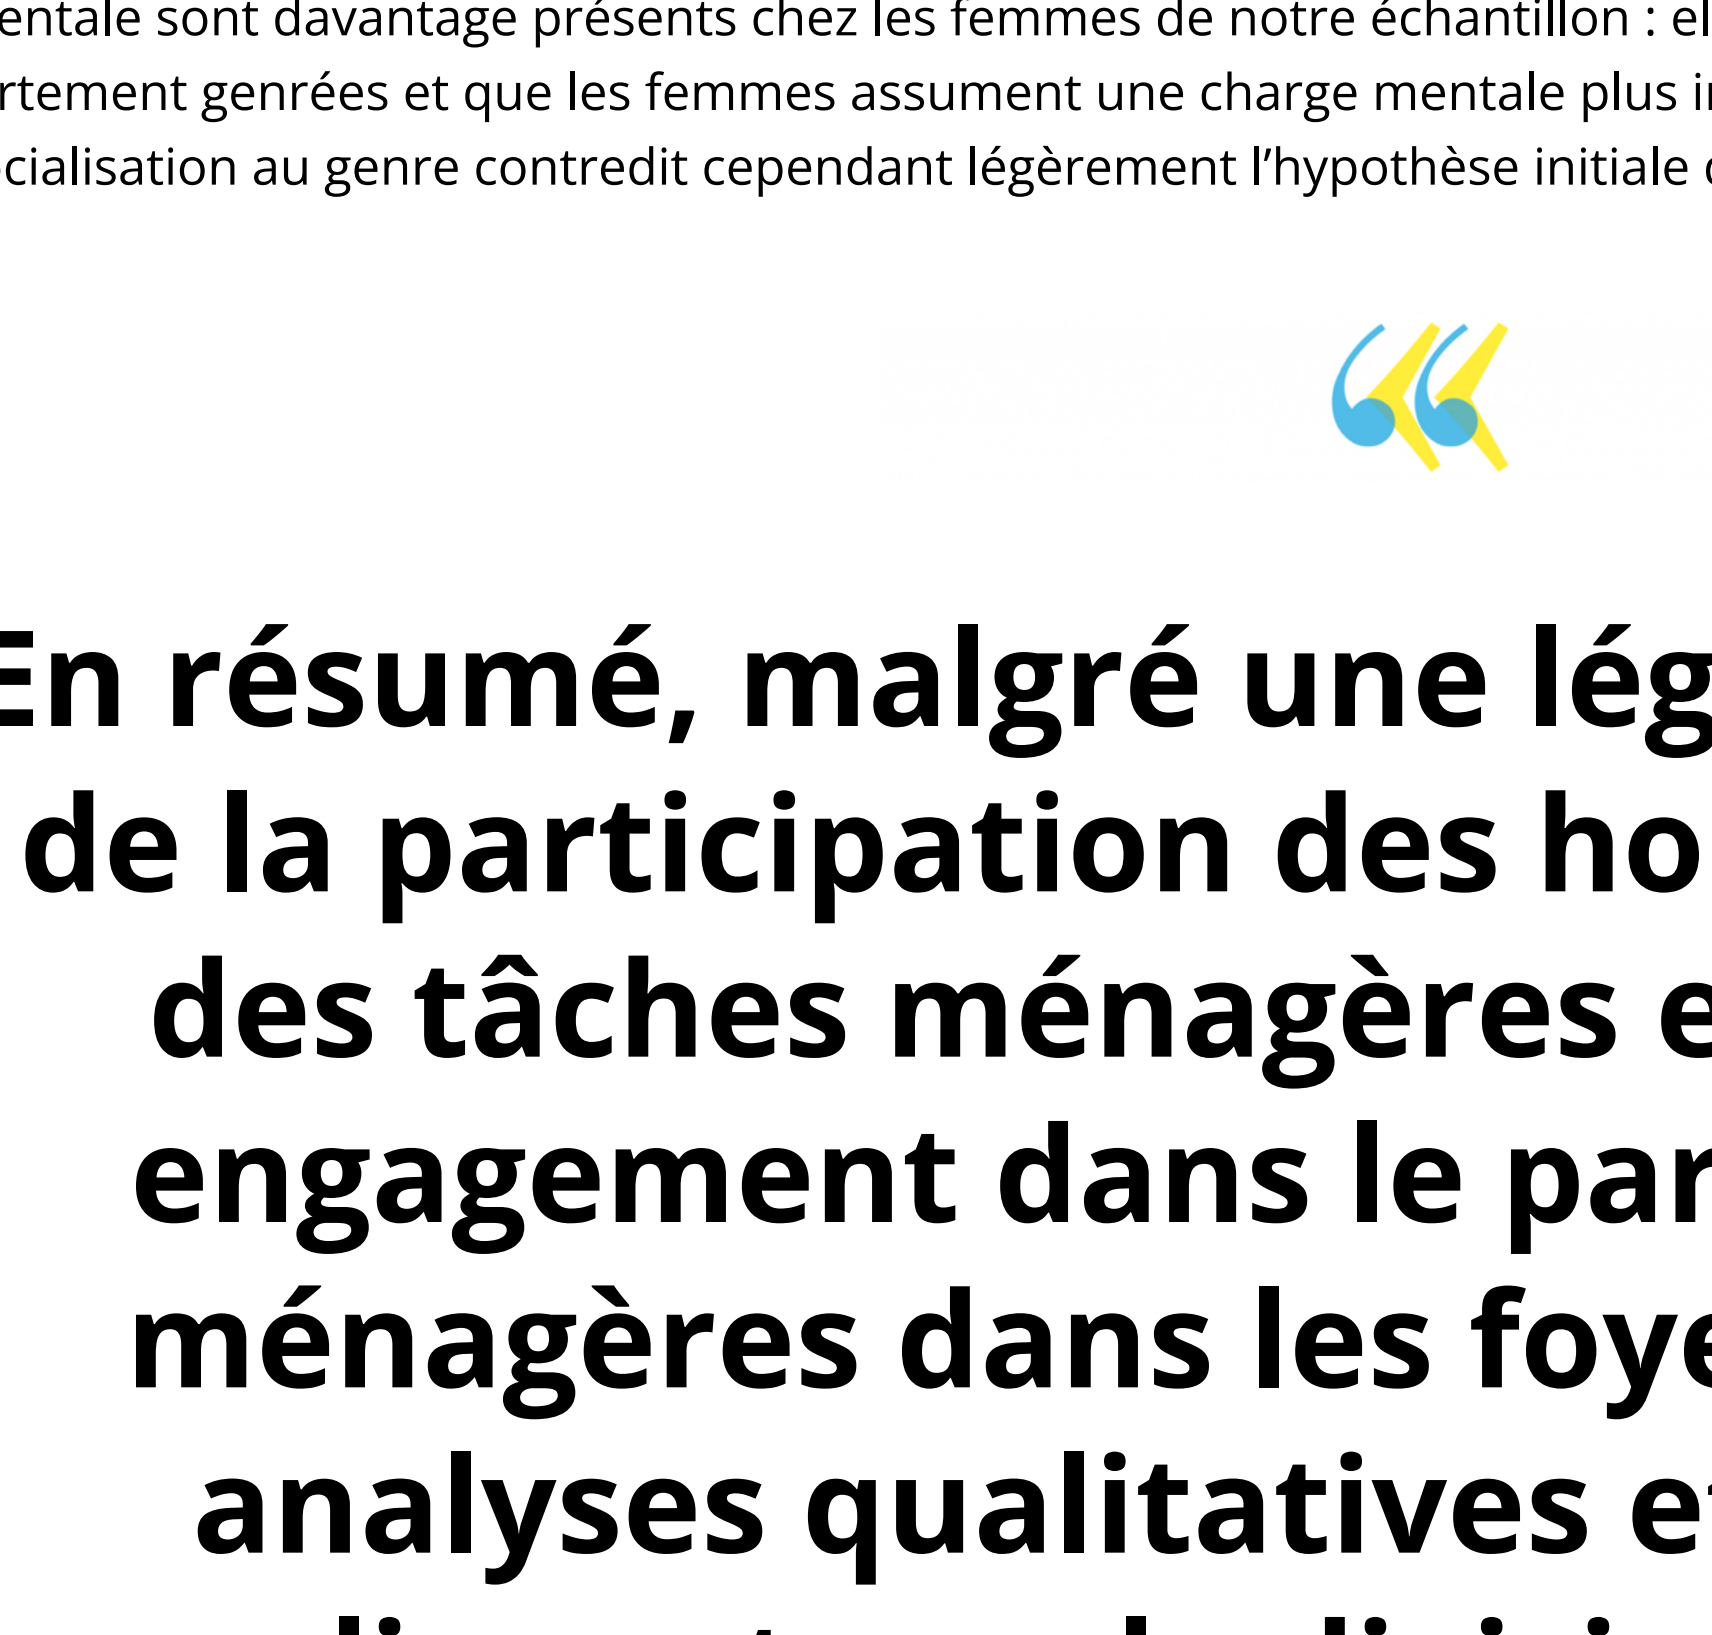 entale sont davantage présents chez les femmes de notre échantillon : el
rtement genrées et que les femmes assument une charge mentale plus i
cialisation au genre contredit cependant légèrement l’hypothèse initiale
En résumé, malgré une lég
de la participation des ho
des tâches ménagères e
engagement dans le par
ménagères dans les foye
analyses qualitatives et